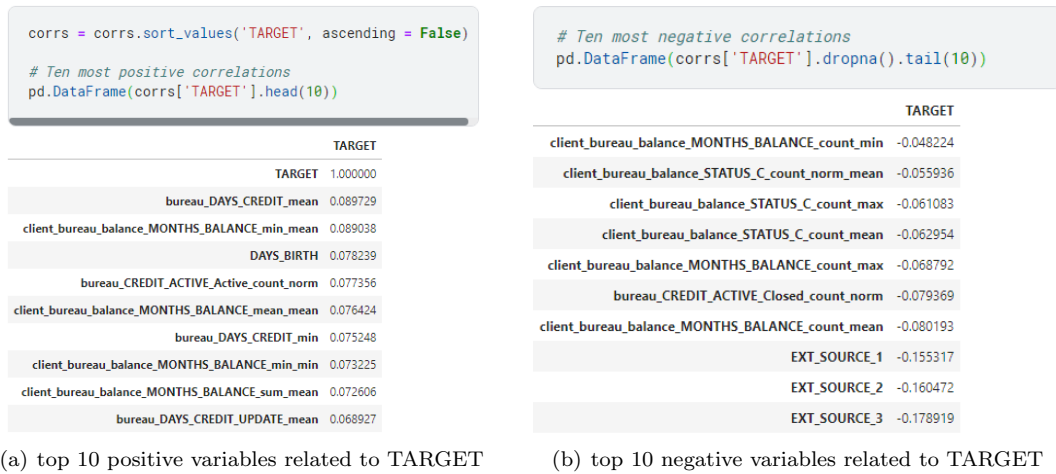 corrs = corrs.sort_values('TARGET', ascending = False)
# Ten most positive correlations
pd.DataFrame(corrs['TARGET'].head(10))
TARGET
TARGET 1.000000
bureau_DAYS_CREDIT_mean 0.089729
client_bureau_balance_MONTHS_BALANCE_min_mean 0.089038
DAYS_BIRTH 0.078239
bureau_CREDIT_ACTIVE_Active_count_norm 0.077356
client_bureau_balance_MONTHS_BALANCE_mean_mean 0.076424
bureau_DAYS_CREDIT_min 0.075248
client_bureau_balance_MONTHS_BALANCE_min_min 0.073225
client_bureau_balance_MONTHS_BALANCE_sum_mean 0.072606
bureau_DAYS_CREDIT_UPDATE_mean 0.068927
(a) top 10 positive variables related to TARGET
# Ten most negative correlations
pd.DataFrame(corrs['TARGET'].dropna().tail(10))
TARGET
client_bureau_balance_MONTHS_BALANCE_count_min -0.048224
client_bureau_balance_STATUS_C_count_norm_mean -0.055936
client_bureau_balance_STATUS_C_count_max -0.061083
client_bureau_balance_STATUS_C_count_mean -0.062954
client_bureau_balance_MONTHS_BALANCE_count_max -0.068792
bureau_CREDIT_ACTIVE_Closed_count_norm -0.079369
client_bureau_balance_MONTHS_BALANCE_count_mean -0.080193
EXT_SOURCE_1 -0.155317
EXT_SOURCE_2 -0.160472
EXT_SOURCE_3 -0.178919
(b) top 10 negative variables related to TARGET